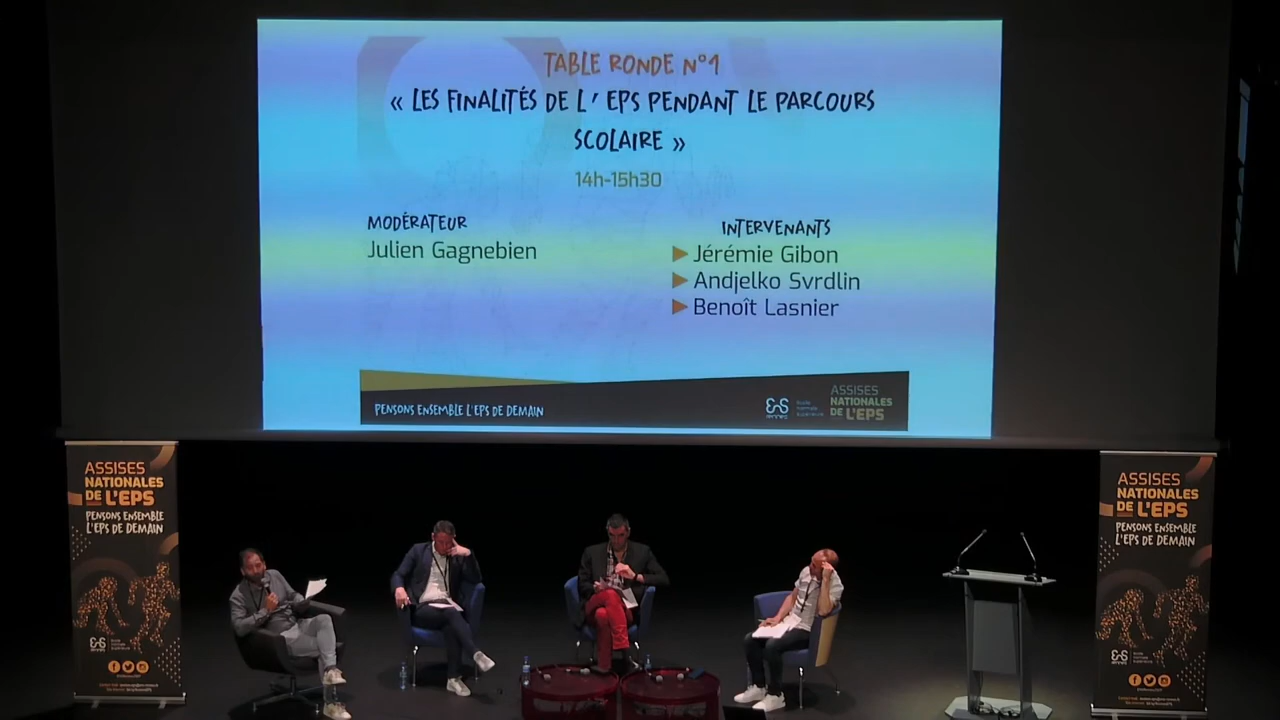 TABLE RONDE N°1
« LES FINALITÉS DE L' EPS PENDANT LE PARCOURS
SCOLAIRE »
14h-15h30
MODÉRATEUR
Julien Gagnebien
INTERVENANTS
Jérémie Gibon
Andjelko Svrdlin
Benoît Lasnier
PENSONS ENSEMBLE L'EPS DE DEMAIN
ASSISES
NATIONALES
DE L'EPS
ASSISES
NATIONALES
DE L'EPS
PENSONS ENSEMBLE
L'EPS DE DEMAIN
ASSISES
NATIONALES
DE L'EPS
PENSONS ENSEMBLE
L'EPS DE DEMAIN